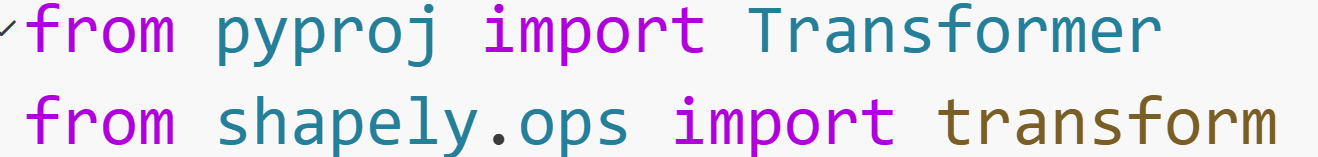 from pyproj import Transformer
from shapely.ops import transform